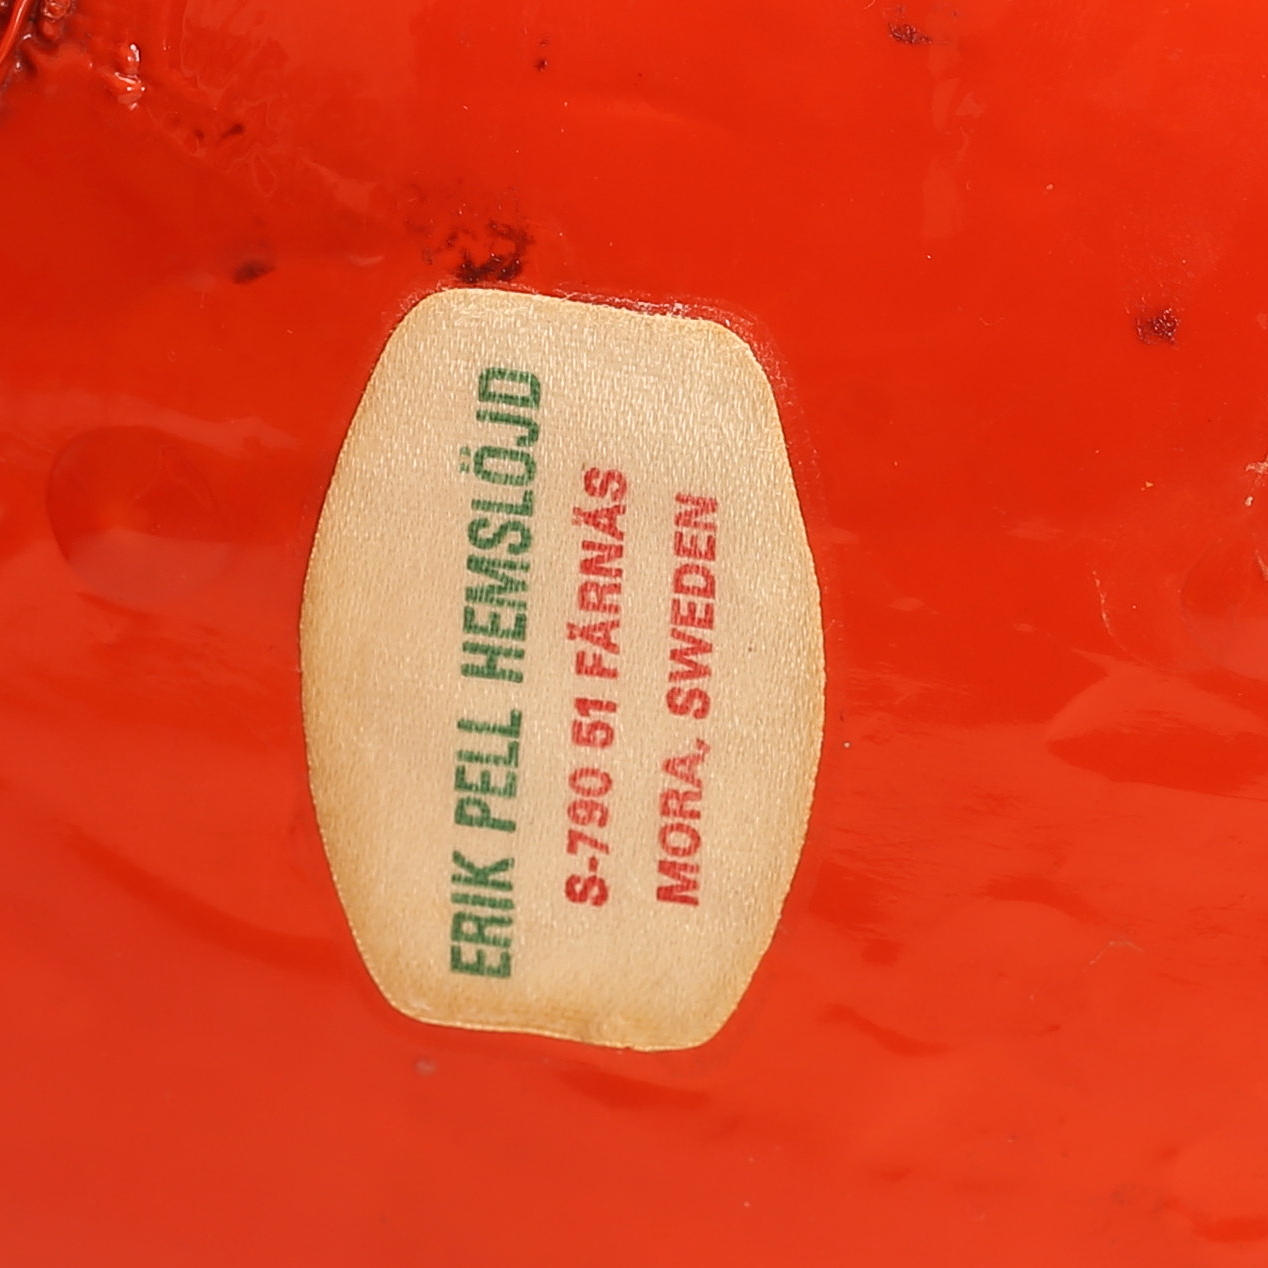 ERIK PELL HEMSLÖJD
S-790 51 FÄRNÄS
MORA, SWEDEN